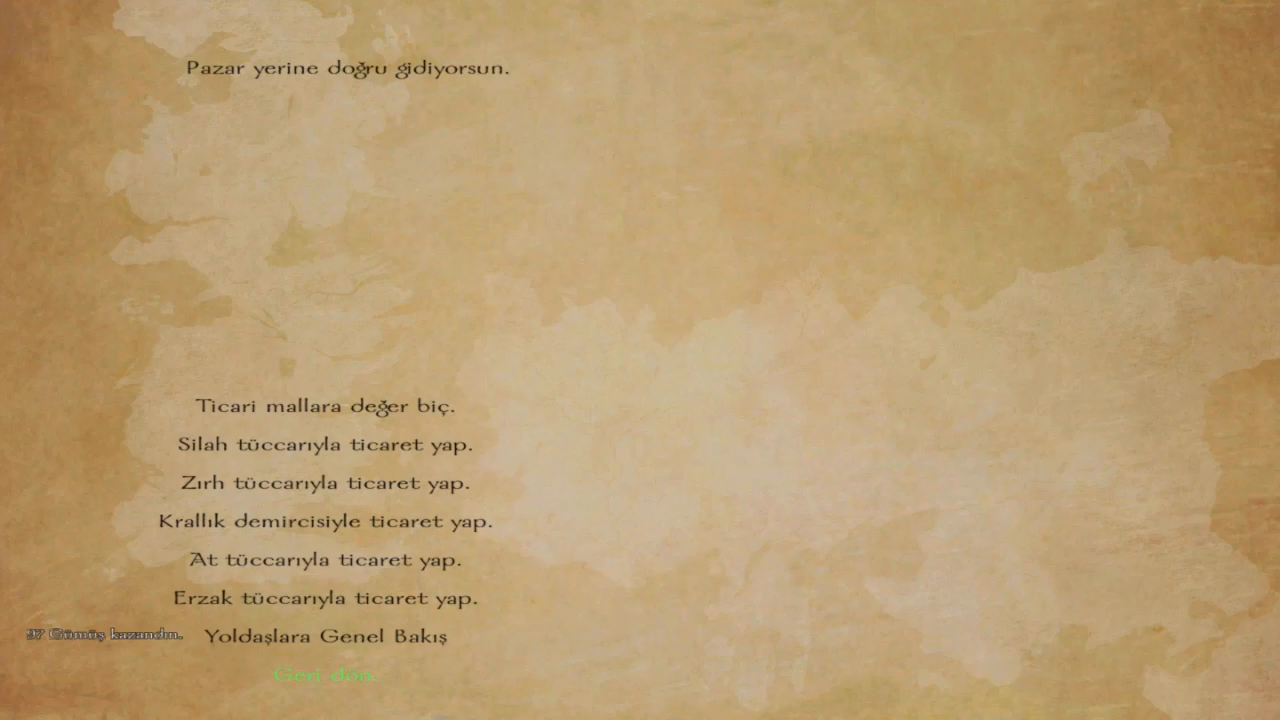 Pazar yerine doğru gidiyorsun.
Ticari mallara değer biç.
Silah tüccarıyla ticaret yap.
Zırh tüccarıyla ticaret yap.
Krallık demircisiyle ticaret yap.
At tüccarıyla ticaret yap.
Erzak tüccarıyla ticaret yap.
37 Gümüş kazandın.
Yoldaşlara Genel Bakış
Geri dön.